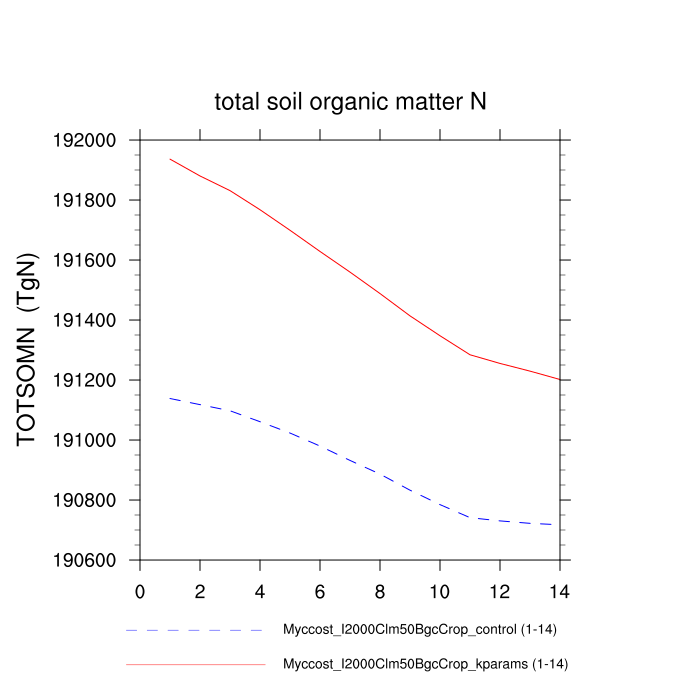 total soil organic matter N
TOTSOMN (TgN)
192000
191800
191600
191400
191200
191000
190800
190600
0 2 4 6 8 10 12 14
Myccost_I2000Clm50BgcCrop_control (1-14)
Myccost_I2000Clm50BgcCrop_kparams (1-14)